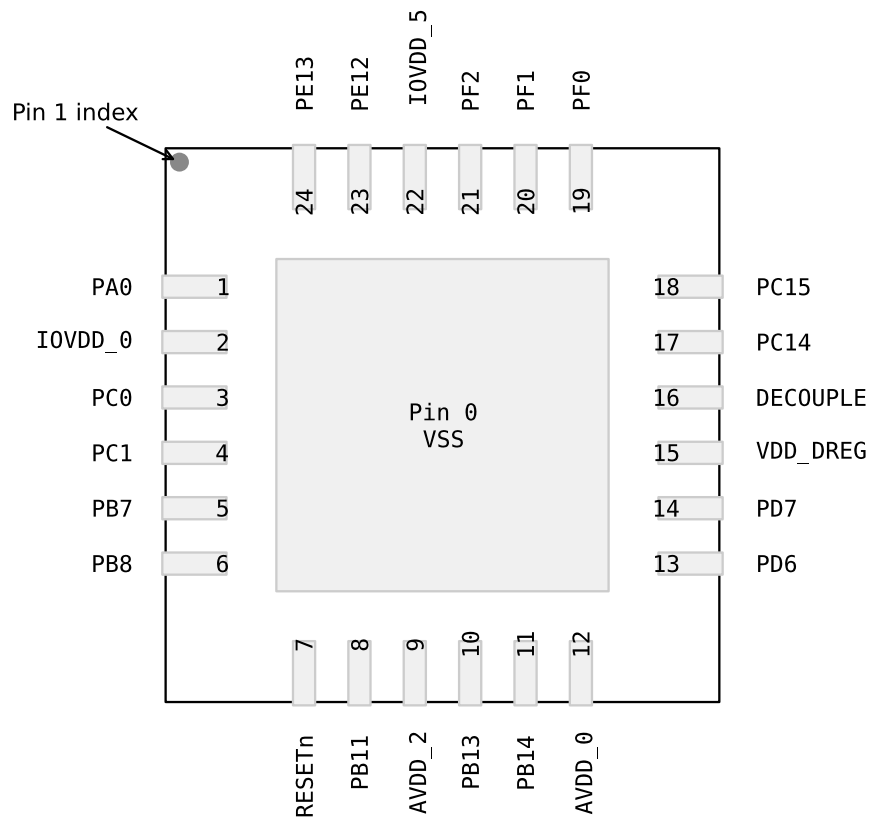 PE13
PE12
IOVDD_5
PF2
PF1
PF0
Pin 1 index
24
23
22
21
20
19
PA0 1
18 PC15
IOVDD_0 2
17 PC14
PC0 3
16 DECOUPLE
Pin 0
VSS
PC1 4
15 VDD_DREG
PB7 5
14 PD7
PB8 6
13 PD6
7
8
9
10
11
12
RESETn
PB11
AVDD_2
PB13
PB14
AVDD_0